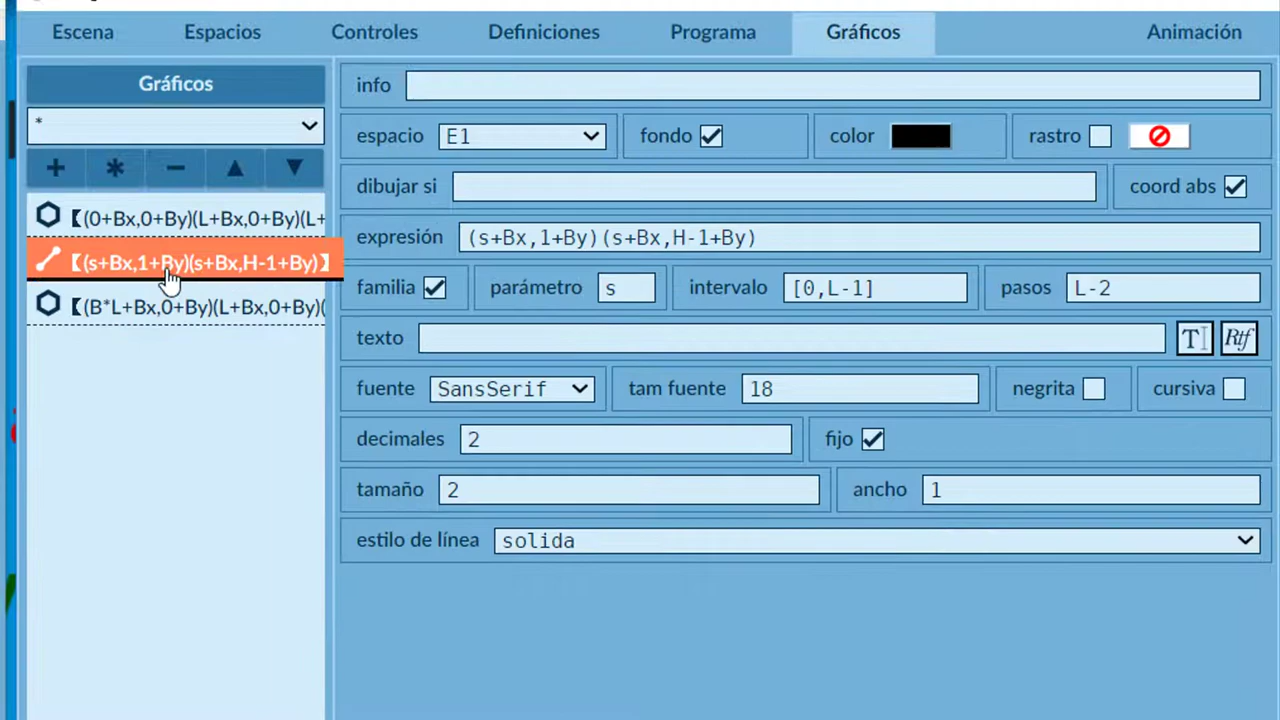 Escena Espacios Controles Definiciones Programa Gráficos Animación
Gráficos
*
【(0+Bx,0+By)(L+Bx,0+By)(L+
【(s+Bx,1+By)(s+Bx,H-1+By)】
【(B*L+Bx,0+By)(L+Bx,0+By)(
info
espacio E1 fondo color rastro
dibujar si coord abs
expresión (s+Bx,1+By)(s+Bx,H-1+By)
familia parámetro s intervalo [0,L-1] pasos L-2
texto T Rtf
fuente SansSerif tam fuente 18 negrita cursiva
decimales 2 fijo
tamaño 2 ancho 1
estilo de línea solida